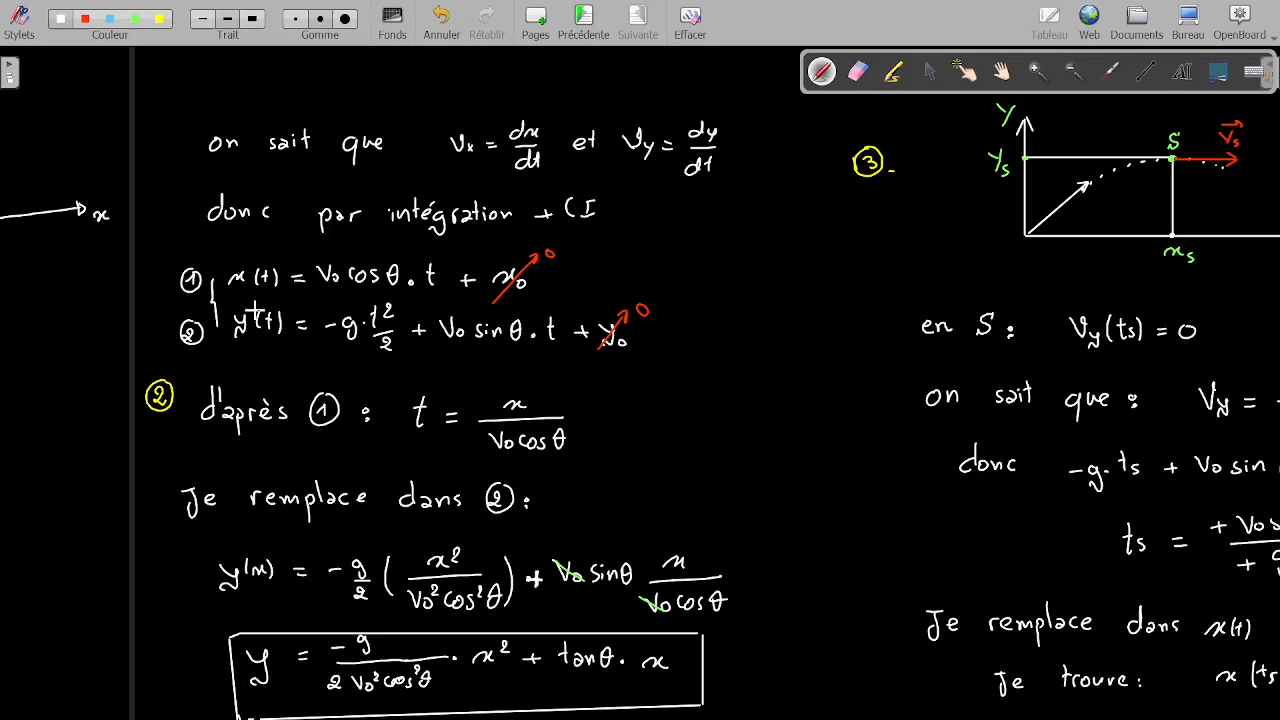 Stylets Couleur Trait Gomme Fonds Annuler Rétablir Pages Précédente Suivante Effacer Tableau Web Documents Bureau OpenBoard
on sait que Vx = dx/dt et Vy = dy/dt
donc par intégration + CI
x
① x(t) = V0 cosθ . t + x0 → 0
② y(t) = -g . t²/2 + V0 sinθ . t + y0 → 0
② d'après ① : t = x / (V0 cosθ)
Je remplace dans ② :
y(x) = -g/2 ( x² / (V0² cos²θ) ) + V0 sinθ x / (V0 cosθ)
y = -g / (2 V0² cos²θ) . x² + tanθ . x
③ -
y
ys
S
Vs
xs
en S : Vy(ts) = 0
on sait que : Vy = -
donc -g. ts + V0 sin
ts = + V0 s / + g
Je remplace dans x(t)
Je trouve : x (ts